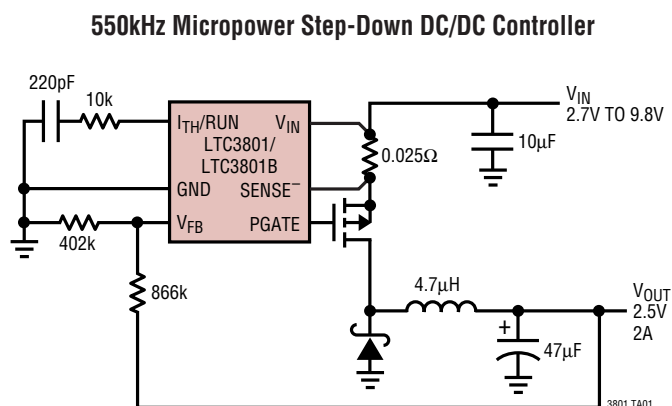 550kHz Micropower Step-Down DC/DC Controller
220pF
10k
ITH/RUN
VIN
LTC3801/
LTC3801B
GND
SENSE−
VFB
PGATE
402k
866k
0.025Ω
VIN
2.7V TO 9.8V
10μF
4.7μH
VOUT
2.5V
2A
+
47μF
3801 TA01